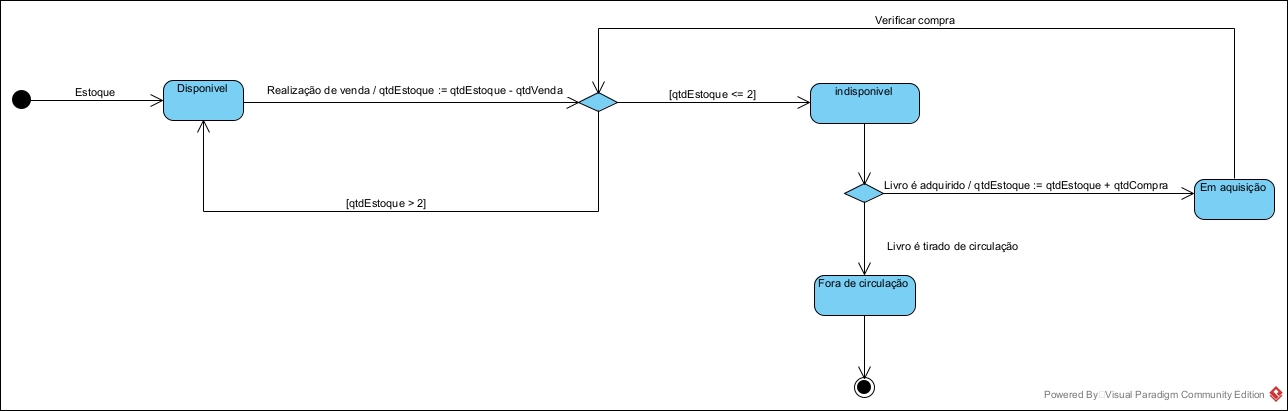 Verificar compra
Estoque
Disponivel
Realização de venda / qtdEstoque := qtdEstoque - qtdVenda
[qtdEstoque <= 2]
indisponivel
Livro é adquirido / qtdEstoque := qtdEstoque + qtdCompra
Em aquisição
[qtdEstoque > 2]
Livro é tirado de circulação
Fora de circulação
Powered By Visual Paradigm Community Edition